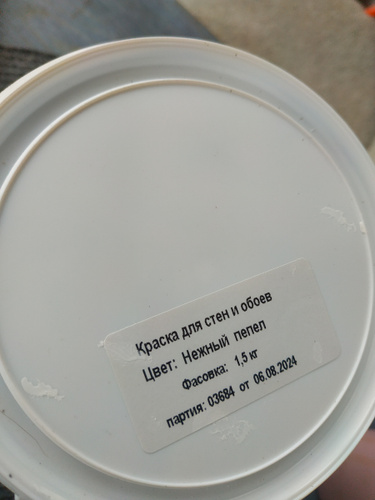 Краска для стен и обоев
Цвет: Нежный пепел
Фасовка: 1,5 кг
партия: 03684 от 06.08.2024